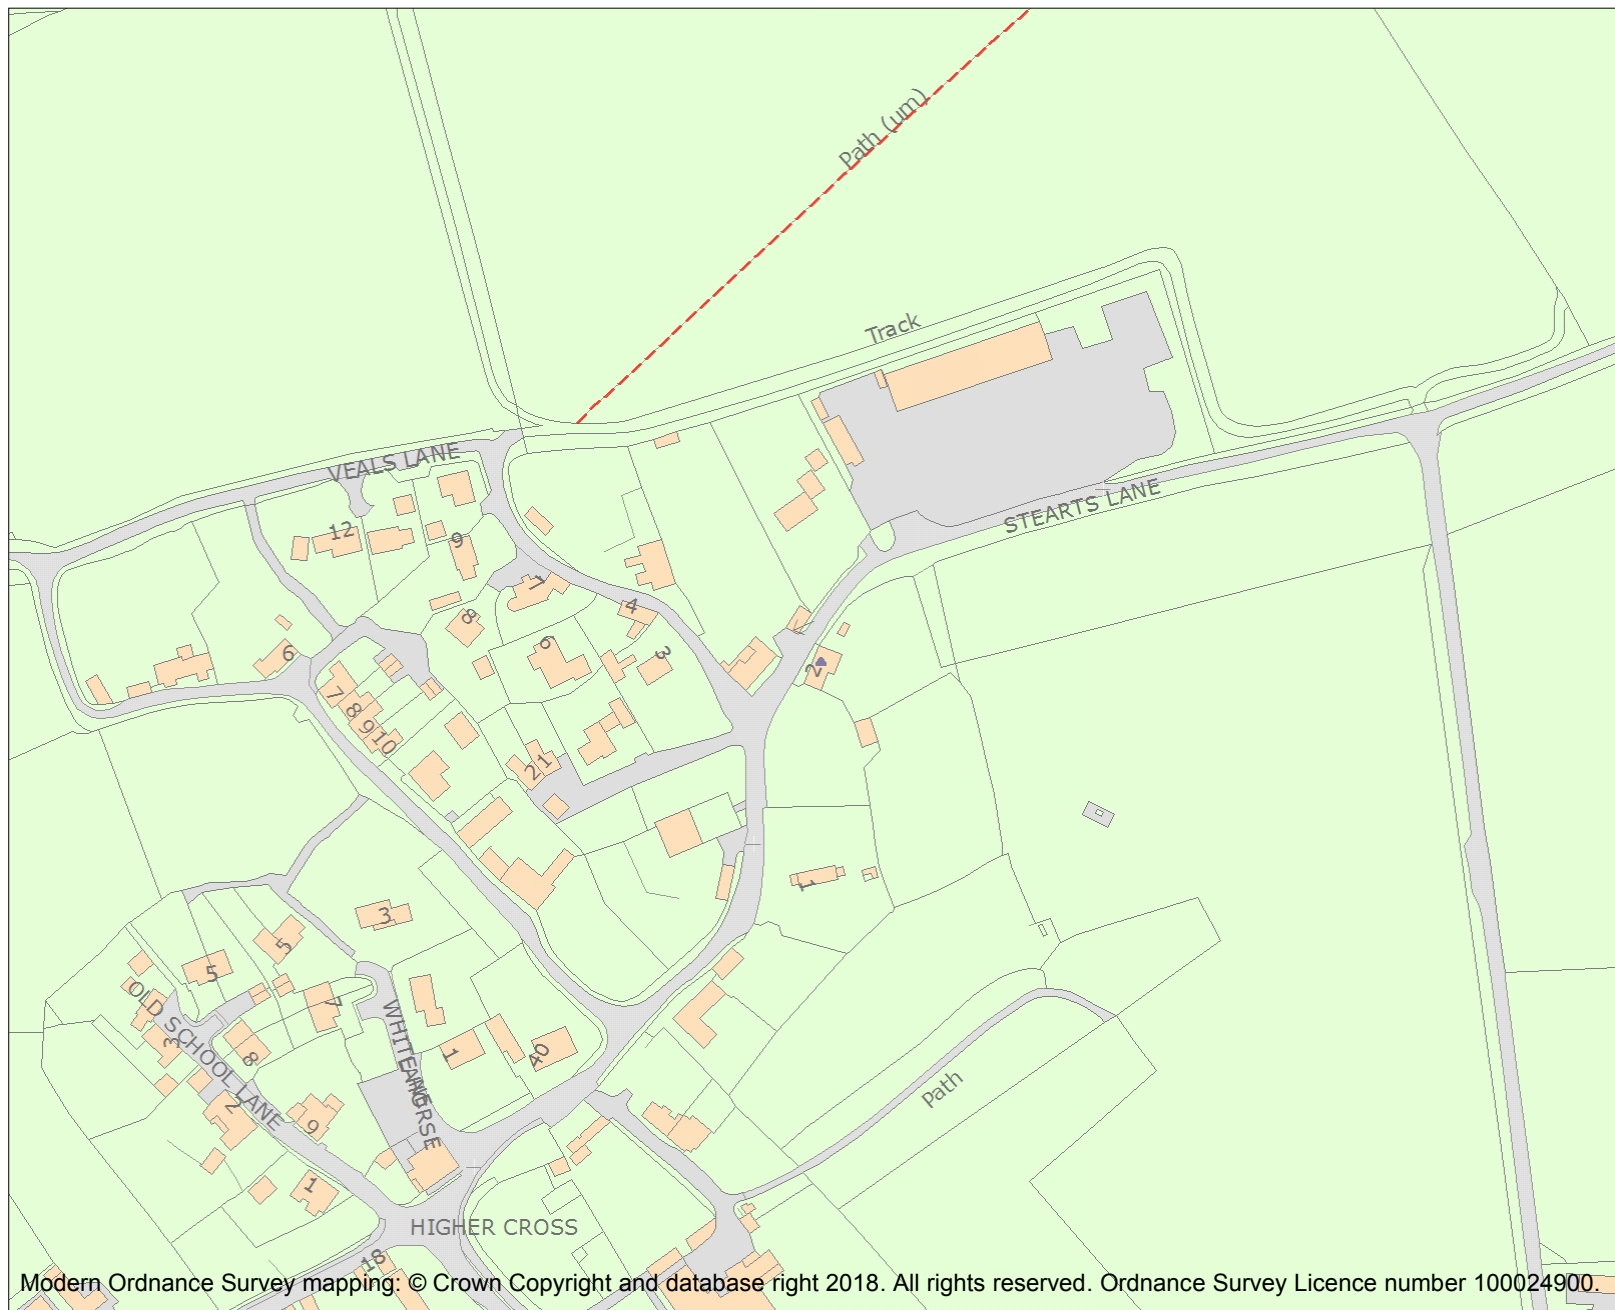 Path (um)
Track
VEALS LANE
STEARTS LANE
12
9
7
8
4
6
6
3
2
7
8
9
10
2
1
1
3
5
5
7
OLD SCHOOL LANE
WHITE HORSE
LANE
3
8
1
40
2
9
Path
1
HIGHER CROSS
18
Modern Ordnance Survey mapping: © Crown Copyright and database right 2018. All rights reserved. Ordnance Survey Licence number 100024900.